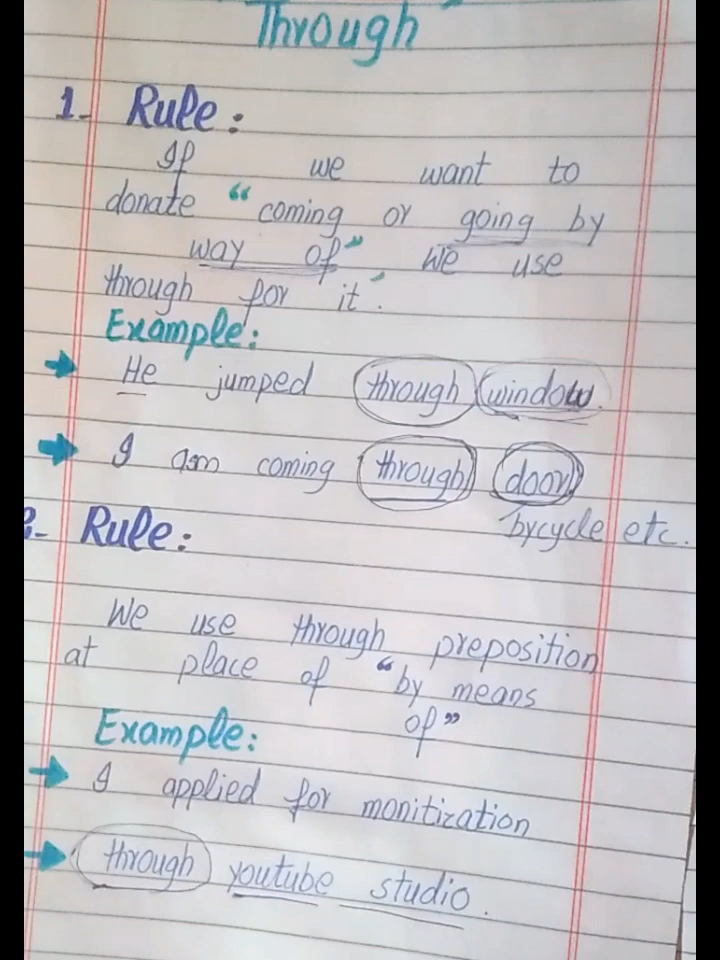 Through
1- Rule:
If we want to
donate “coming or going by
way of” we use
through for it.
Example:
He jumped through window.
I am coming through door
bycycle etc.
2- Rule:
We use through preposition
at place of “by means
of”
Example:
I applied for monitization
through youtube studio.